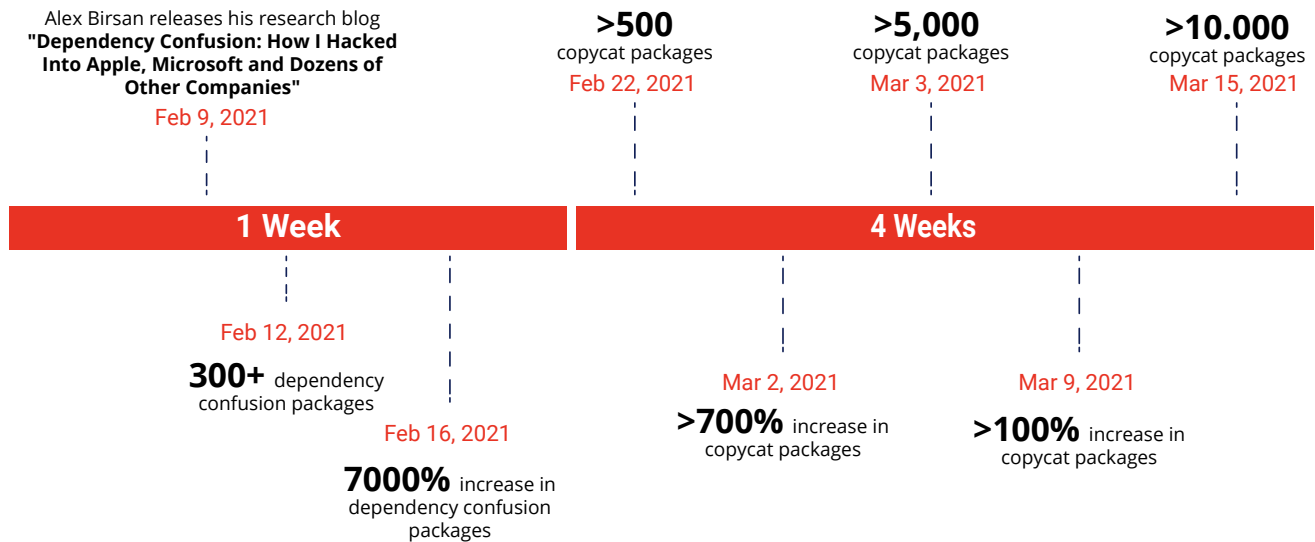 Alex Birsan releases his research blog
"Dependency Confusion: How I Hacked
Into Apple, Microsoft and Dozens of
Other Companies"
Feb 9, 2021
>500
copycat packages
Feb 22, 2021
>5,000
copycat packages
Mar 3, 2021
>10.000
copycat packages
Mar 15, 2021
1 Week
4 Weeks
Feb 12, 2021
300+ dependency
confusion packages
Feb 16, 2021
7000% increase in
dependency confusion
packages
Mar 2, 2021
>700% increase in
copycat packages
Mar 9, 2021
>100% increase in
copycat packages